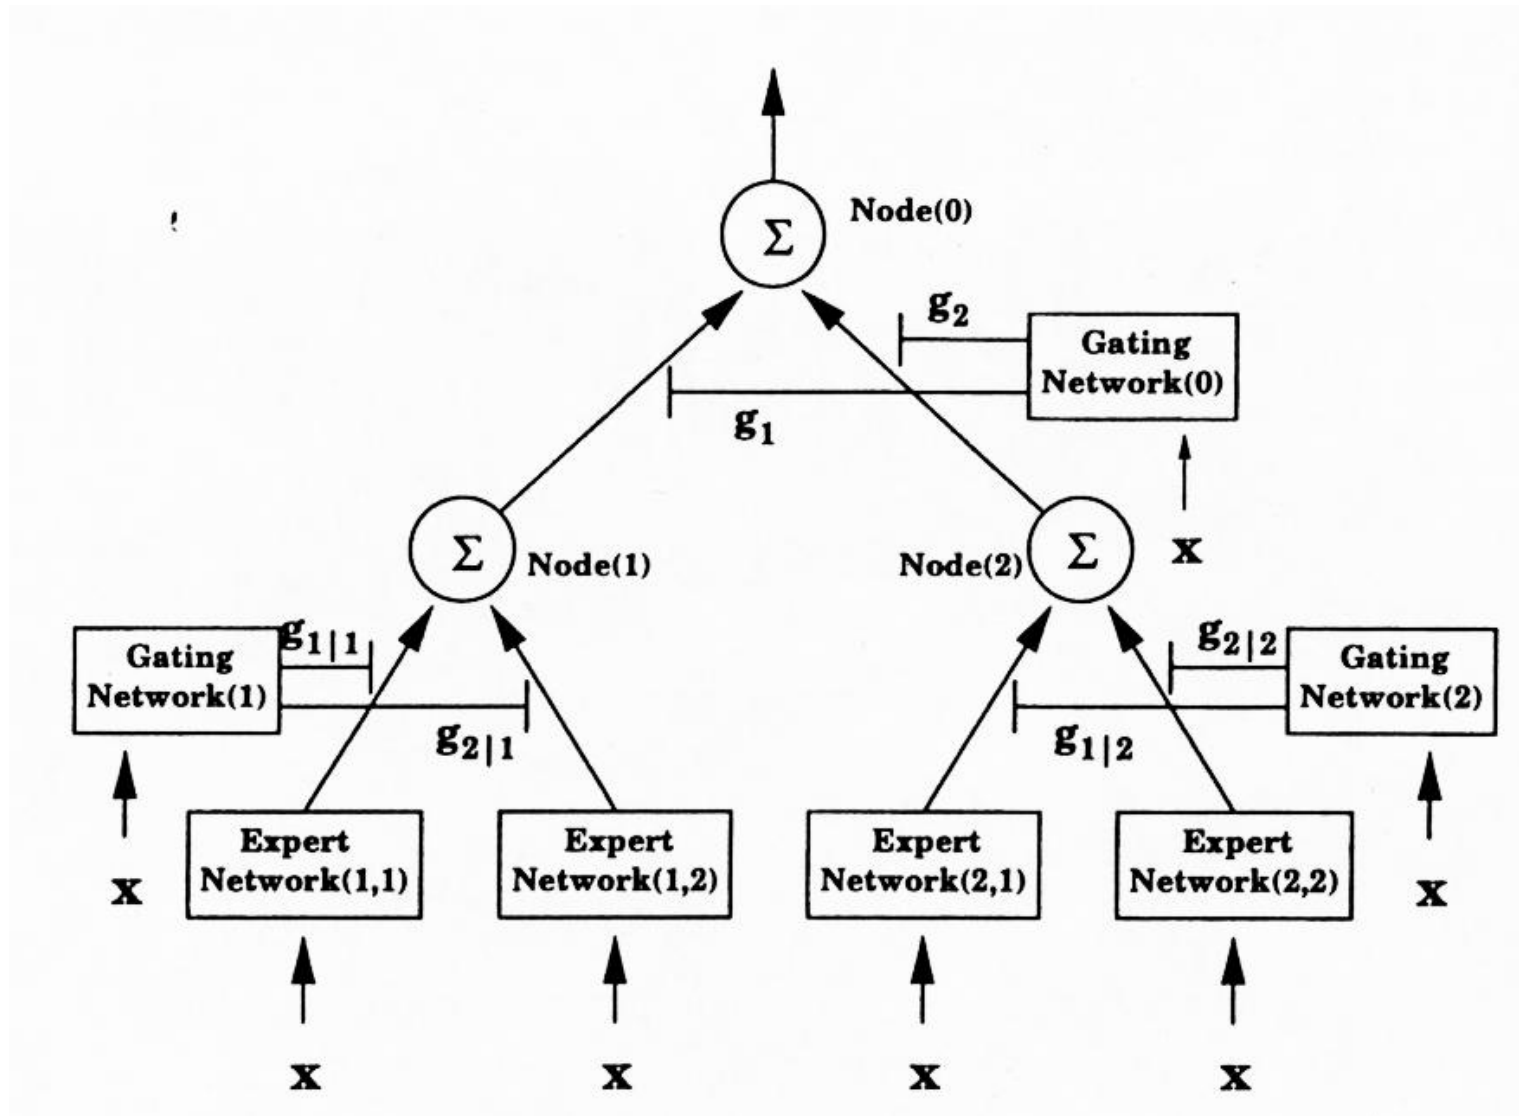 Σ
Node(0)
g2
Gating
Network(0)
g1
x
Σ
Node(1)
Node(2)
Σ
Gating
Network(1)
g1|1
g2|1
g2|2
Gating
Network(2)
g1|2
x
Expert
Network(1,1)
Expert
Network(1,2)
Expert
Network(2,1)
Expert
Network(2,2)
x
x
x
x
x